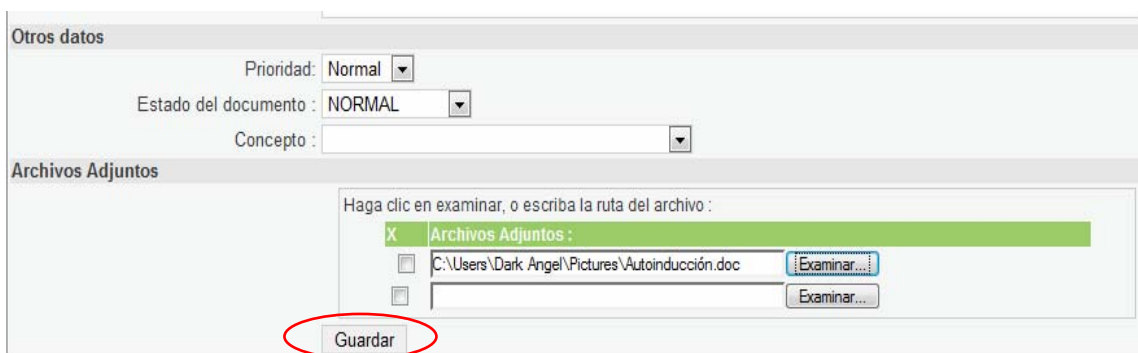 Otros datos
Prioridad: Normal
Estado del documento : NORMAL
Concepto :
Archivos Adjuntos
Haga clic en examinar, o escriba la ruta del archivo :
X Archivos Adjuntos :
C:\Users\Dark Angel\Pictures\Autoinducción.doc Examinar...
Examinar...
Guardar